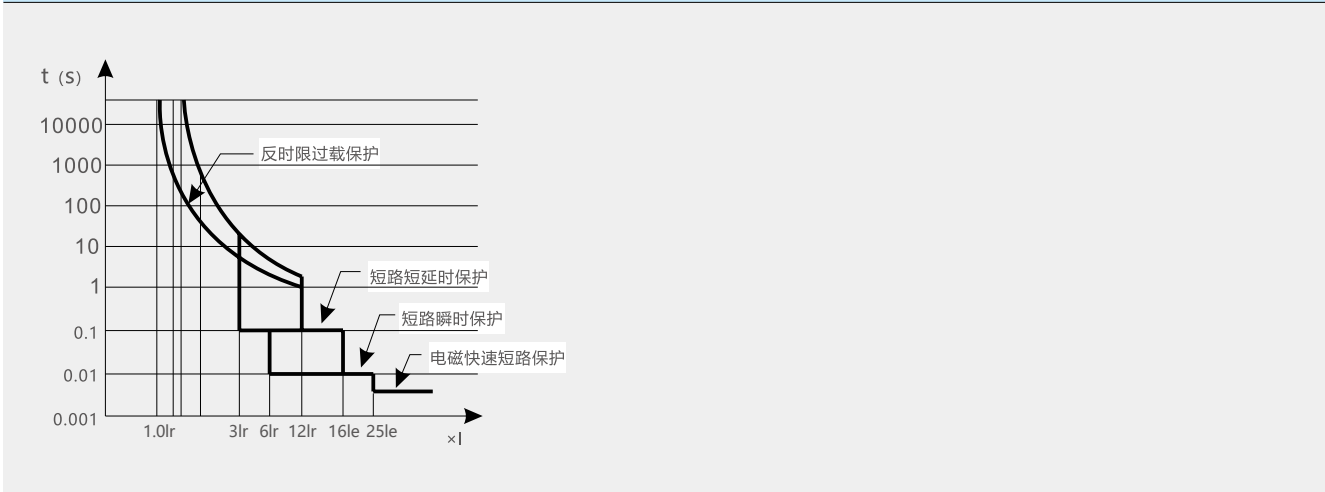 t（s）
10000
反时限过载保护
1000
100
10
短路短延时保护
1
短路瞬时保护
0.1
电磁快速短路保护
0.01
0.001
1.0lr 3lr 6lr 12lr 16le 25le
×I